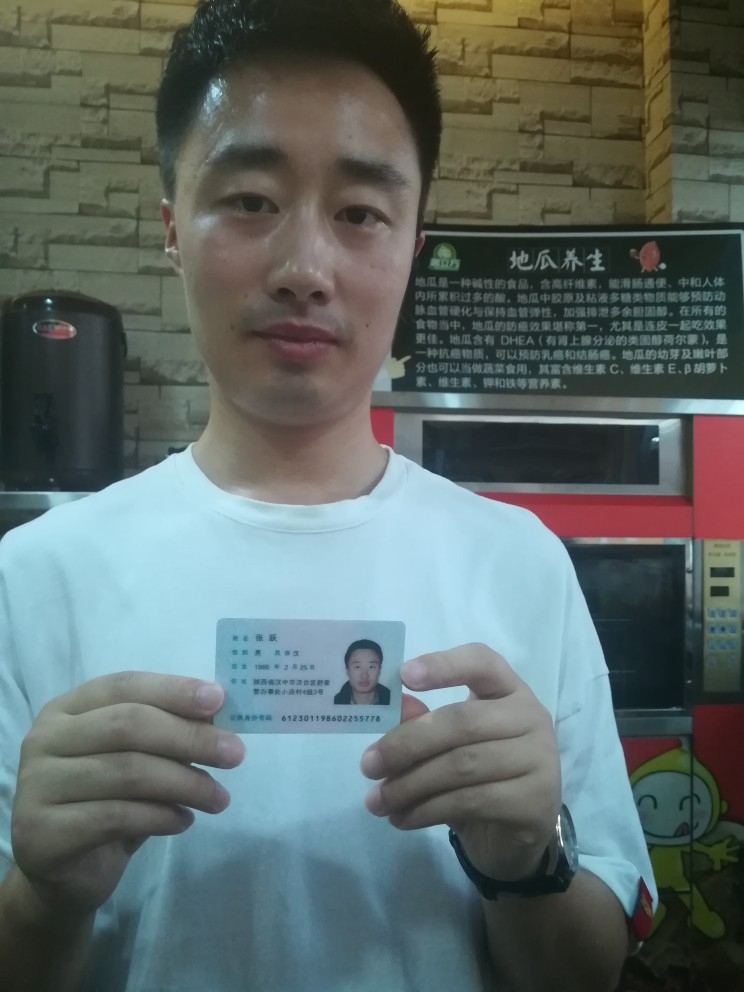 地瓜养生
地瓜是一种碱性的食品，含高纤维素，能滑肠通便、中和人体
内所累积过多的酸。地瓜中胶原及粘液多糖类物质能够预防动
脉血管硬化与保持血管弹性，加强排泄多余胆固醇。在所有的
食物当中，地瓜的防癌效果堪称第一，尤其是连皮一起吃效果
更佳。地瓜含有 DHEA（有肾上腺分泌的类固醇荷尔蒙），是
一种抗癌物质，可以预防乳癌和结肠癌。地瓜的幼芽及嫩叶部
分也可以当做蔬菜食用，其富含维生素 C、维生素 E、β胡萝卜
素、维生素、钾和铁等营养素。
姓名 张跃
性别 男 民族 汉
出生 1986 年 2 月 25 日
住址 陕西省汉中市汉台区舒家
营办事处小店村4组3号
公民身份号码 612301198602255778